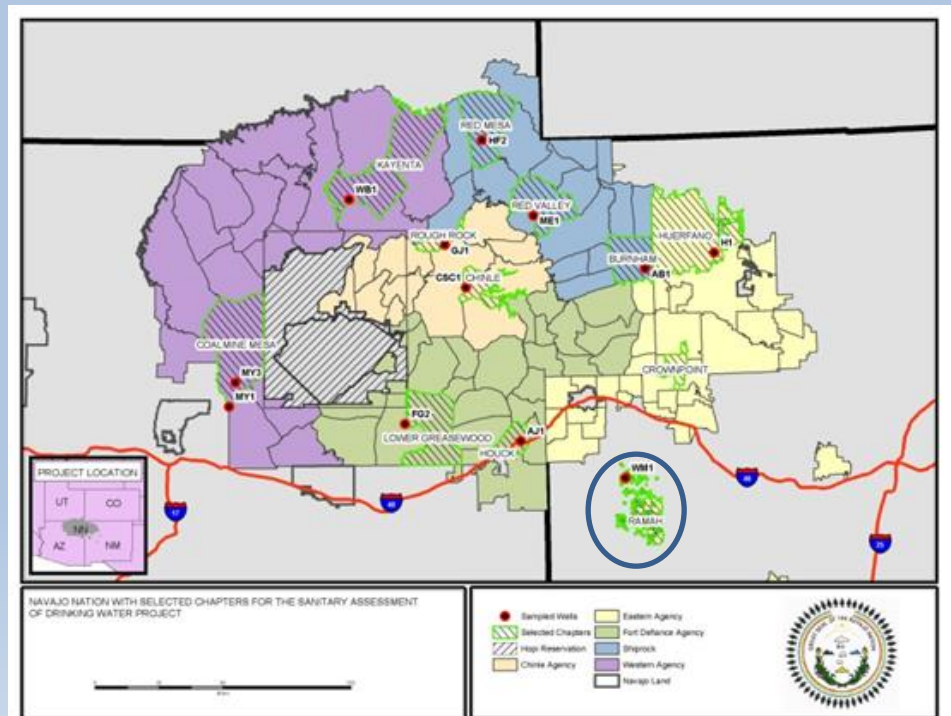 RED MESA
HF2
KAYENTA
WB1
RED VALLEY
ME1
ROUGH ROCK
GJ1
HUERFANO
H1
BURNHAM
AB1
CSC1
CHINLE
COALMINE MESA
MY3
MY1
CROWNPOINT
FG2
LOWER GREASEWOOD
AJ1
HOUCK
WM1
RAMAH
17
40
40
25
PROJECT LOCATION
UT
CO
NN
AZ
NM
NAVAJO NATION WITH SELECTED CHAPTERS FOR THE SANITARY ASSESSMENT
OF DRINKING WATER PROJECT
Sampled Wells
Selected Chapters
Hopi Reservation
Chinle Agency
Eastern Agency
Fort Defiance Agency
Shiprock
Western Agency
Navajo Land